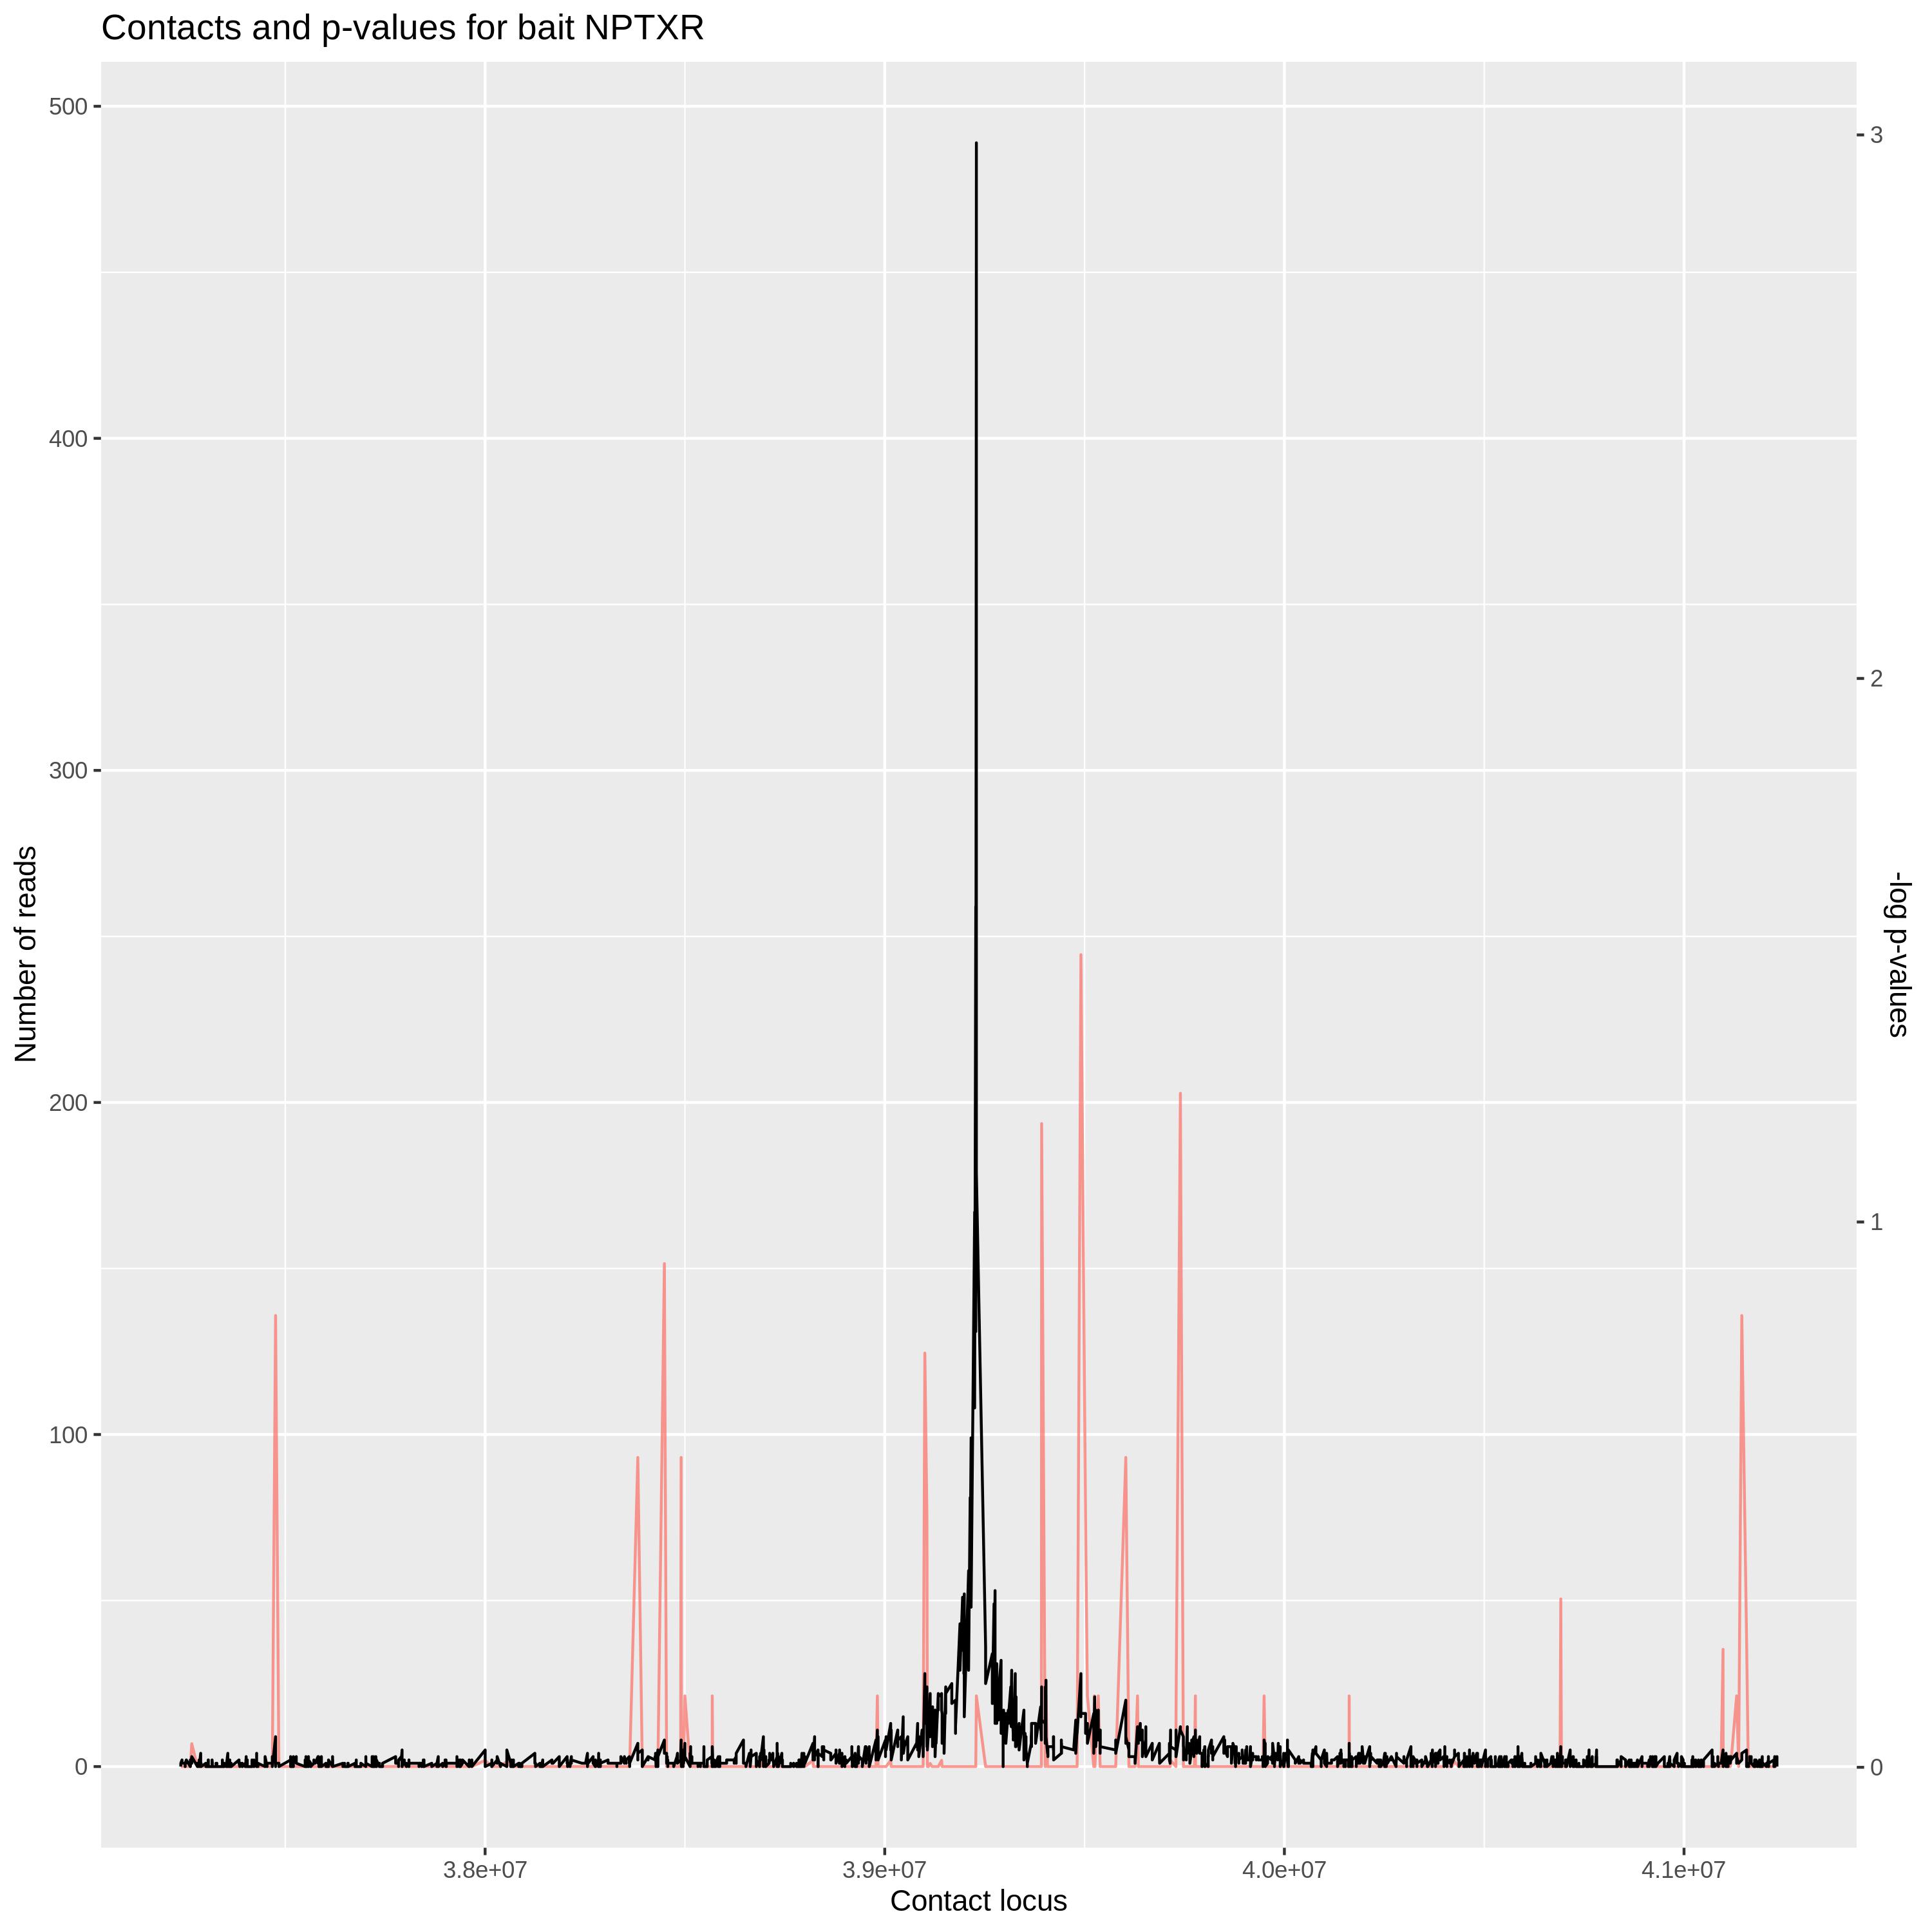 Contacts and p-values for bait NPTXR
500
400
300
200
100
0
Number of reads
3
2
1
0
-log p-values
3.8e+07
3.9e+07
4.0e+07
4.1e+07
Contact locus